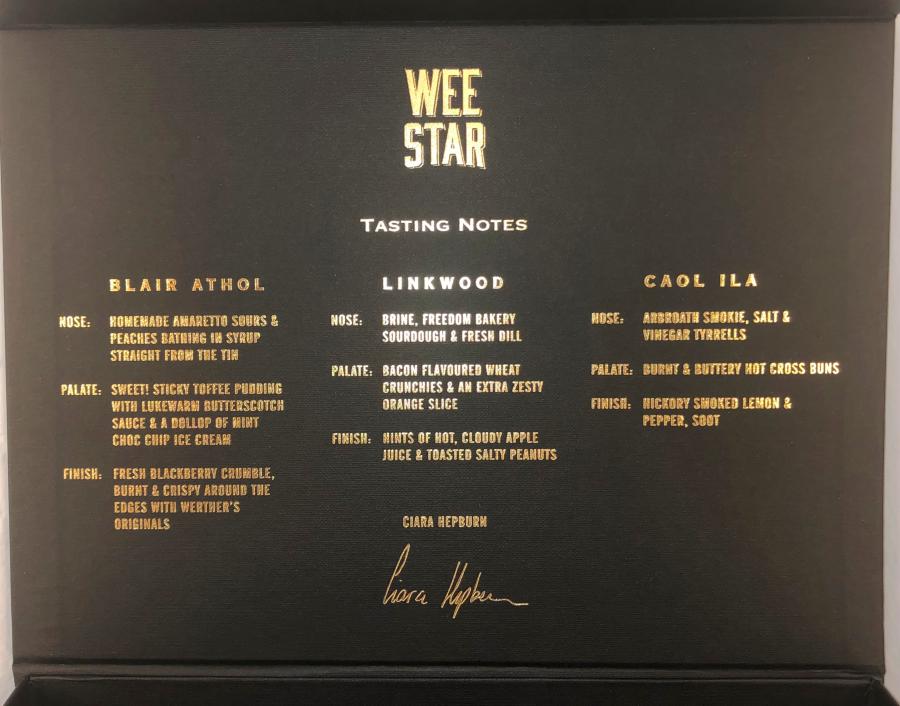 WEE
STAR
TASTING NOTES
BLAIR ATHOL
NOSE: HOMEMADE AMARETTO SOURS &
PEACHES BATHING IN SYRUP
STRAIGHT FROM THE TIN
PALATE: SWEET! STICKY TOFFEE PUDDING
WITH LUKEWARM BUTTERSCOTCH
SAUCE & A DOLLOP OF MINT
CHOC CHIP ICE CREAM
FINISH: FRESH BLACKBERRY CRUMBLE,
BURNT & CRISPY AROUND THE
EDGES WITH WERTHER'S
ORIGINALS
LINKWOOD
NOSE: BRINE, FREEDOM BAKERY
SOURDOUGH & FRESH DILL
PALATE: BACON FLAVOURED WHEAT
CRUNCHIES & AN EXTRA ZESTY
ORANGE SLICE
FINISH: HINTS OF HOT, CLOUDY APPLE
JUICE & TOASTED SALTY PEANUTS
CAOL ILA
NOSE: ARBROATH SMOKIE, SALT &
VINEGAR TYRRELLS
PALATE: BURNT & BUTTERY HOT CROSS BUNS
FINISH: HICKORY SMOKED LEMON &
PEPPER, SOOT
CIARA HEPBURN
Ciara Hepburn